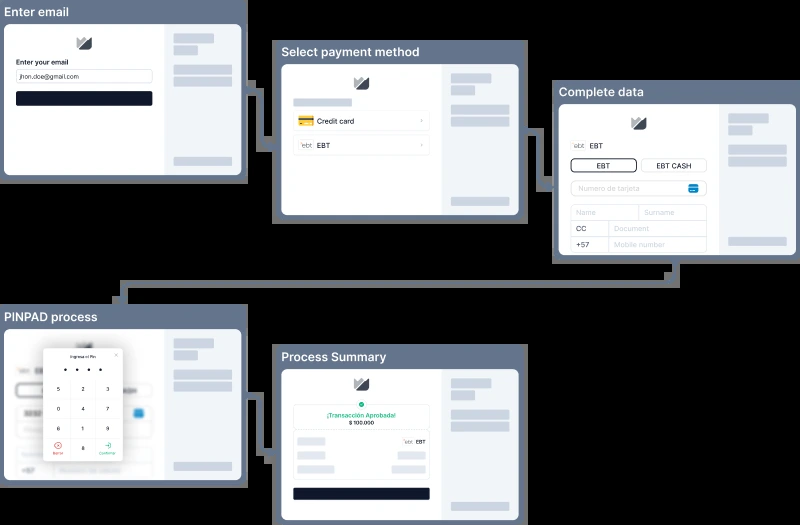 Enter email
Enter your email
jhon.doe@gmail.com
Select payment method
Credit card
ebt EBT
Complete data
ebt EBT
EBT
EBT CASH
Numero de tarjeta
Name
Surname
CC
Document
+57
Mobile number
PINPAD process
Ingresa el Pin
5 2 3
0 4 7
8 1 9
Borrar
6
Confirmar
+57
Process Summary
¡Transacción Aprobada!
$ 100.000
ebt EBT